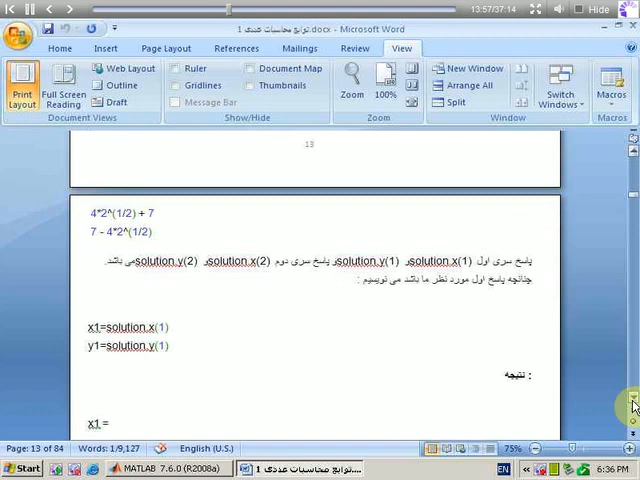 13:57/37:14
Hide
توابع محاسبات عددی 1.docx - Microsoft Word
Home Insert Page Layout References Mailings Review View
Print Layout
Full Screen Reading
Web Layout
Outline
Draft
Document Views
Ruler
Gridlines
Message Bar
Document Map
Thumbnails
Show/Hide
Zoom
100%
Zoom
New Window
Arrange All
Split
Switch Windows
Window
Macros
Macros
13
4*2^(1/2) + 7
7 - 4*2^(1/2)
پاسخ سری اول solution.x(1) و solution.y(1) و پاسخ سری دوم solution.x(2) و solution.y(2) می باشد.
چنانچه پاسخ اول مورد نظر ما باشد می نویسیم :
x1=solution.x(1)
y1=solution.y(1)
نتیجه :
x1 =
Page: 13 of 84 Words: 1/9,127 English (U.S.) 75%
Start MATLAB 7.6.0 (R2008a) توابع محاسبات عددی 1.... EN 6:36 PM